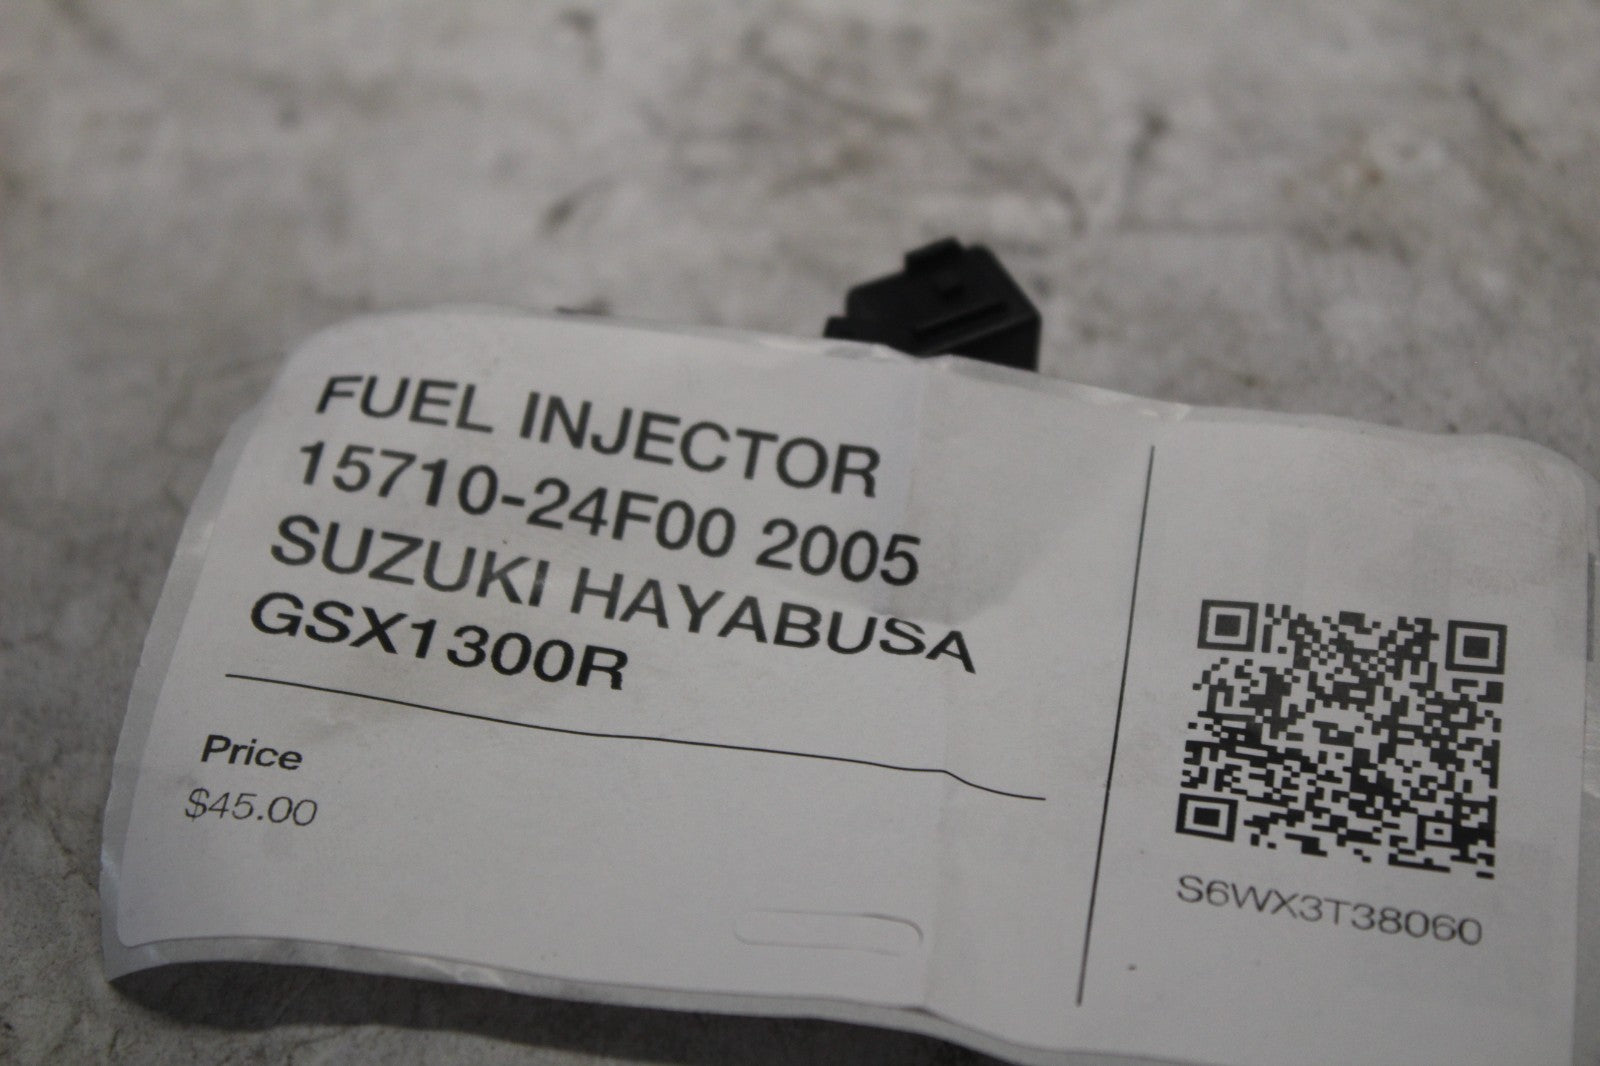 FUEL INJECTOR
15710-24F00 2005
SUZUKI HAYABUSA
GSX1300R
Price
$45.00
S6WX3T38060